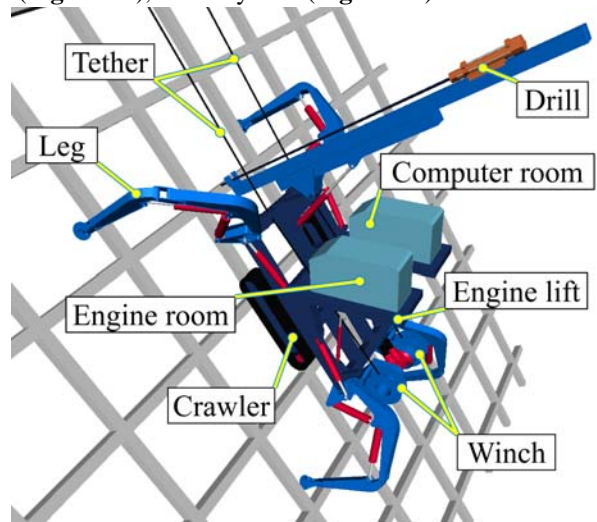 Tether
Drill
Leg
Computer room
Engine lift
Engine room
Crawler
Winch